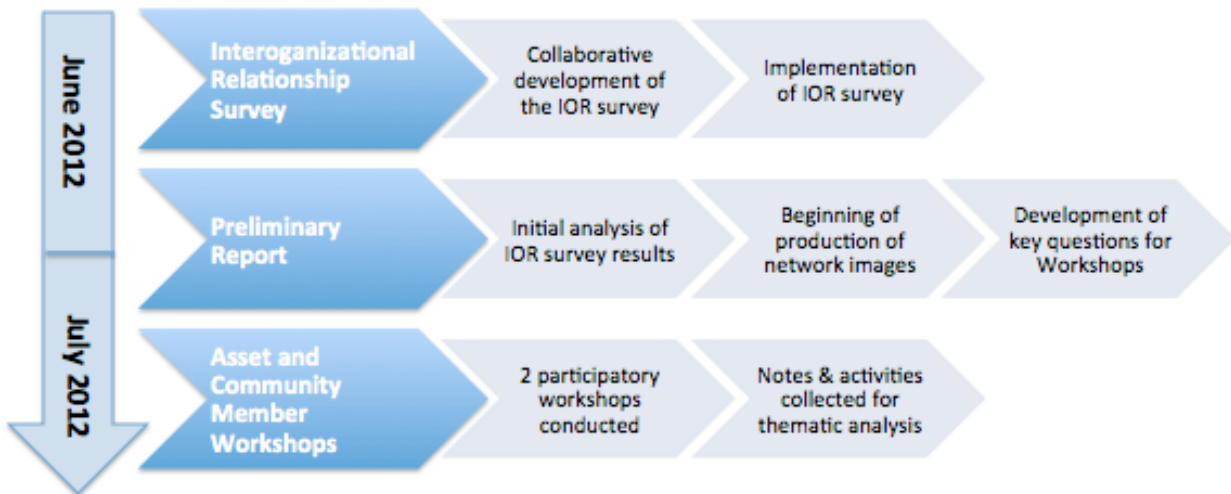 June 2012
Interoganizational
Relationship
Survey
Collaborative
development of
the IOR survey
Implementation
of IOR survey
Preliminary
Report
Initial analysis of
IOR survey results
Beginning of
production of
network images
Development of
key questions for
Workshops
July 2012
Asset and
Community
Member
Workshops
2 participatory
workshops
conducted
Notes & activities
collected for
thematic analysis